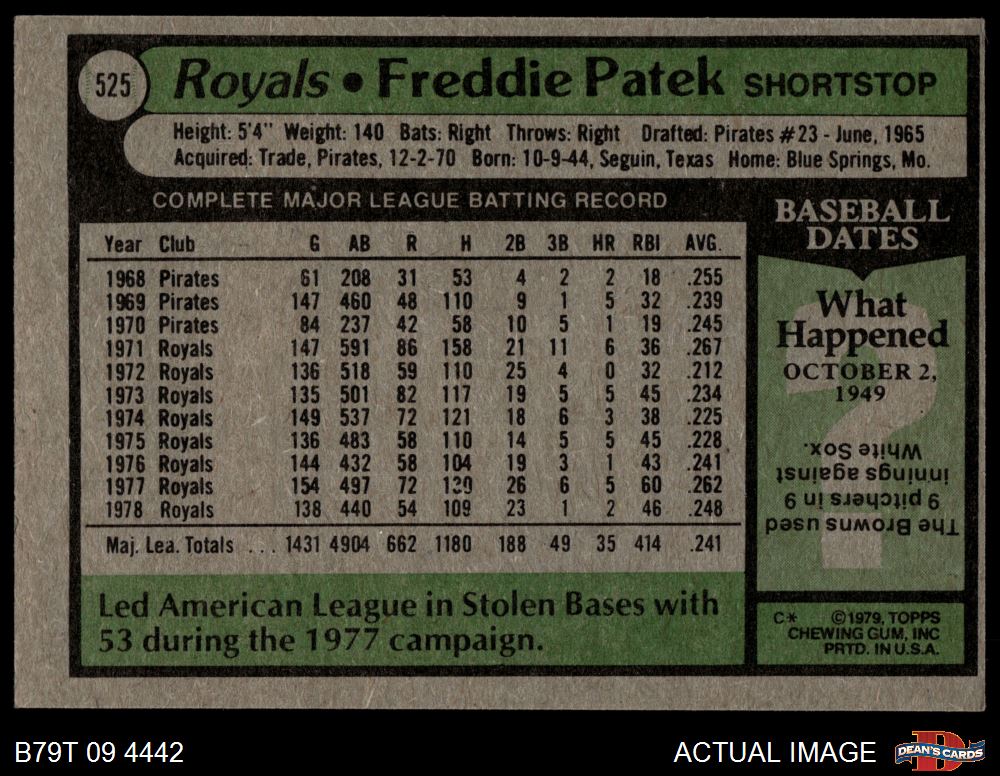 525 Royals • Freddie Patek SHORTSTOP
Height: 5'4" Weight: 140 Bats: Right Throws: Right Drafted: Pirates #23 - June, 1965
Acquired: Trade, Pirates, 12-2-70 Born: 10-9-44, Seguin, Texas Home: Blue Springs, Mo.
COMPLETE MAJOR LEAGUE BATTING RECORD
Year Club G AB R H 2B 3B HR RBI AVG.
1968 Pirates 61 208 31 53 4 2 2 18 .255
1969 Pirates 147 460 48 110 9 1 5 32 .239
1970 Pirates 84 237 42 58 10 5 1 19 .245
1971 Royals 147 591 86 158 21 11 6 36 .267
1972 Royals 136 518 59 110 25 4 0 32 .212
1973 Royals 135 501 82 117 19 5 5 45 .234
1974 Royals 149 537 72 121 18 6 3 38 .225
1975 Royals 136 483 58 110 14 5 5 45 .228
1976 Royals 144 432 58 104 19 3 1 43 .241
1977 Royals 154 497 72 130 26 6 5 60 .262
1978 Royals 138 440 54 109 23 1 2 46 .248
Maj. Lea. Totals ... 1431 4904 662 1180 188 49 35 414 .241
Led American League in Stolen Bases with
53 during the 1977 campaign.
BASEBALL
DATES
What
Happened
OCTOBER 2,
1949
?
The Browns used
9 pitchers in 9
innings against
White Sox.
C* ©1979, TOPPS
CHEWING GUM, INC
PRTD. IN U.S.A.
B79T 09 4442
ACTUAL IMAGE
DEAN'S CARDS